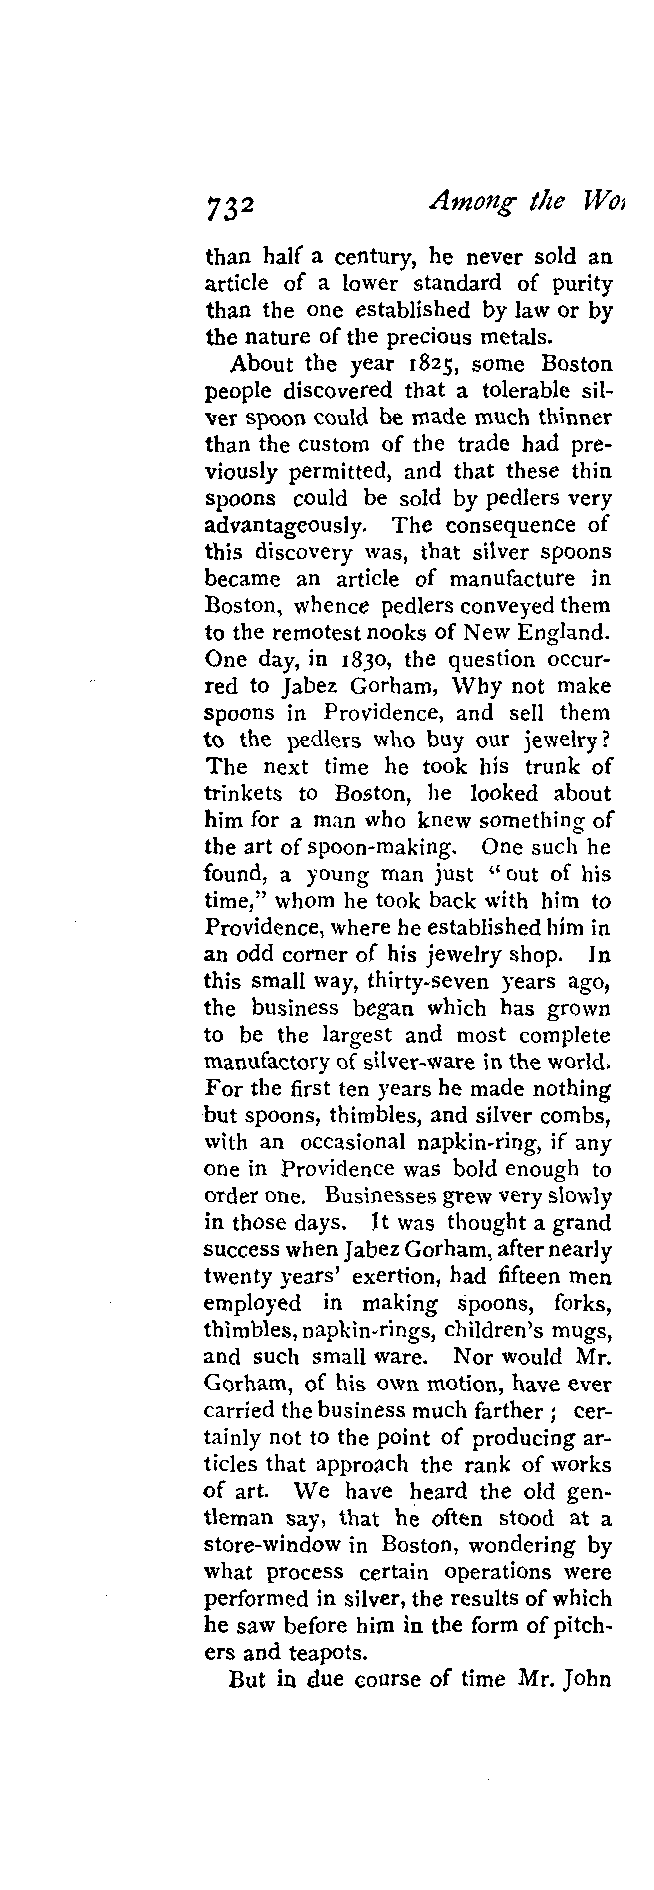 732 Among the
than half a century, he never sold an
article of a lower standard of purity
than the one established by law or by
the nature of the precious metals.
About the year 1825, some Boston
people discovered that a tolerable sil-
ver spoon could be made much thinner
than the custom of the trade had pre-
viously permitted, and that these thin
spoons could be sold by pedlers very
advantageously. The consequence of
this discovery was, that silver spoons
became an article of manufacture in
Boston, whence pedlers conveyed them
to the remotest nooks of New England.
One day, in 1830, the question occur-
red to Jabez Gorham, Why not make
spoons in Providence, and sell them
to the pedlers who buy our jewelry?
The next time he took his trunk of
trinkets to Boston, he looked about
him for a man who knew something of
the art of spoon-making. One such he
found, a young man just "out of his
time," whom he took back with him to
Providence, where he established him in
an odd corner of his jewelry shop. In
this small way, thirty-seven years ago,
the business began which has grown
to be the largest and most complete
manufactory of silver-ware in the world.
For the first ten years he made nothing
but spoons, thimbles, and silver combs,
with an occasional napkin-ring, if any
one in Providence was bold enough to
order one. Businesses grew very slowly
in those days. It was thought a grand
success when Jabez Gorham, after nearly
twenty years' exertion, had fifteen men
employed in making spoons, forks,
thimbles, napkin-rings, children's mugs,
and such small ware. Nor would Mr.
Gorham, of his own motion, have ever
carried the business much farther; cer-
tainly not to the point of producing ar-
ticles that approach the rank of works
of art. We have heard the old gen-
tleman say, that he often stood at a
store-window in Boston, wondering by
what process certain operations were
performed in silver, the results of which
he saw before him in the form of pitch-
ers and teapots.
But in due course of time Mr. John